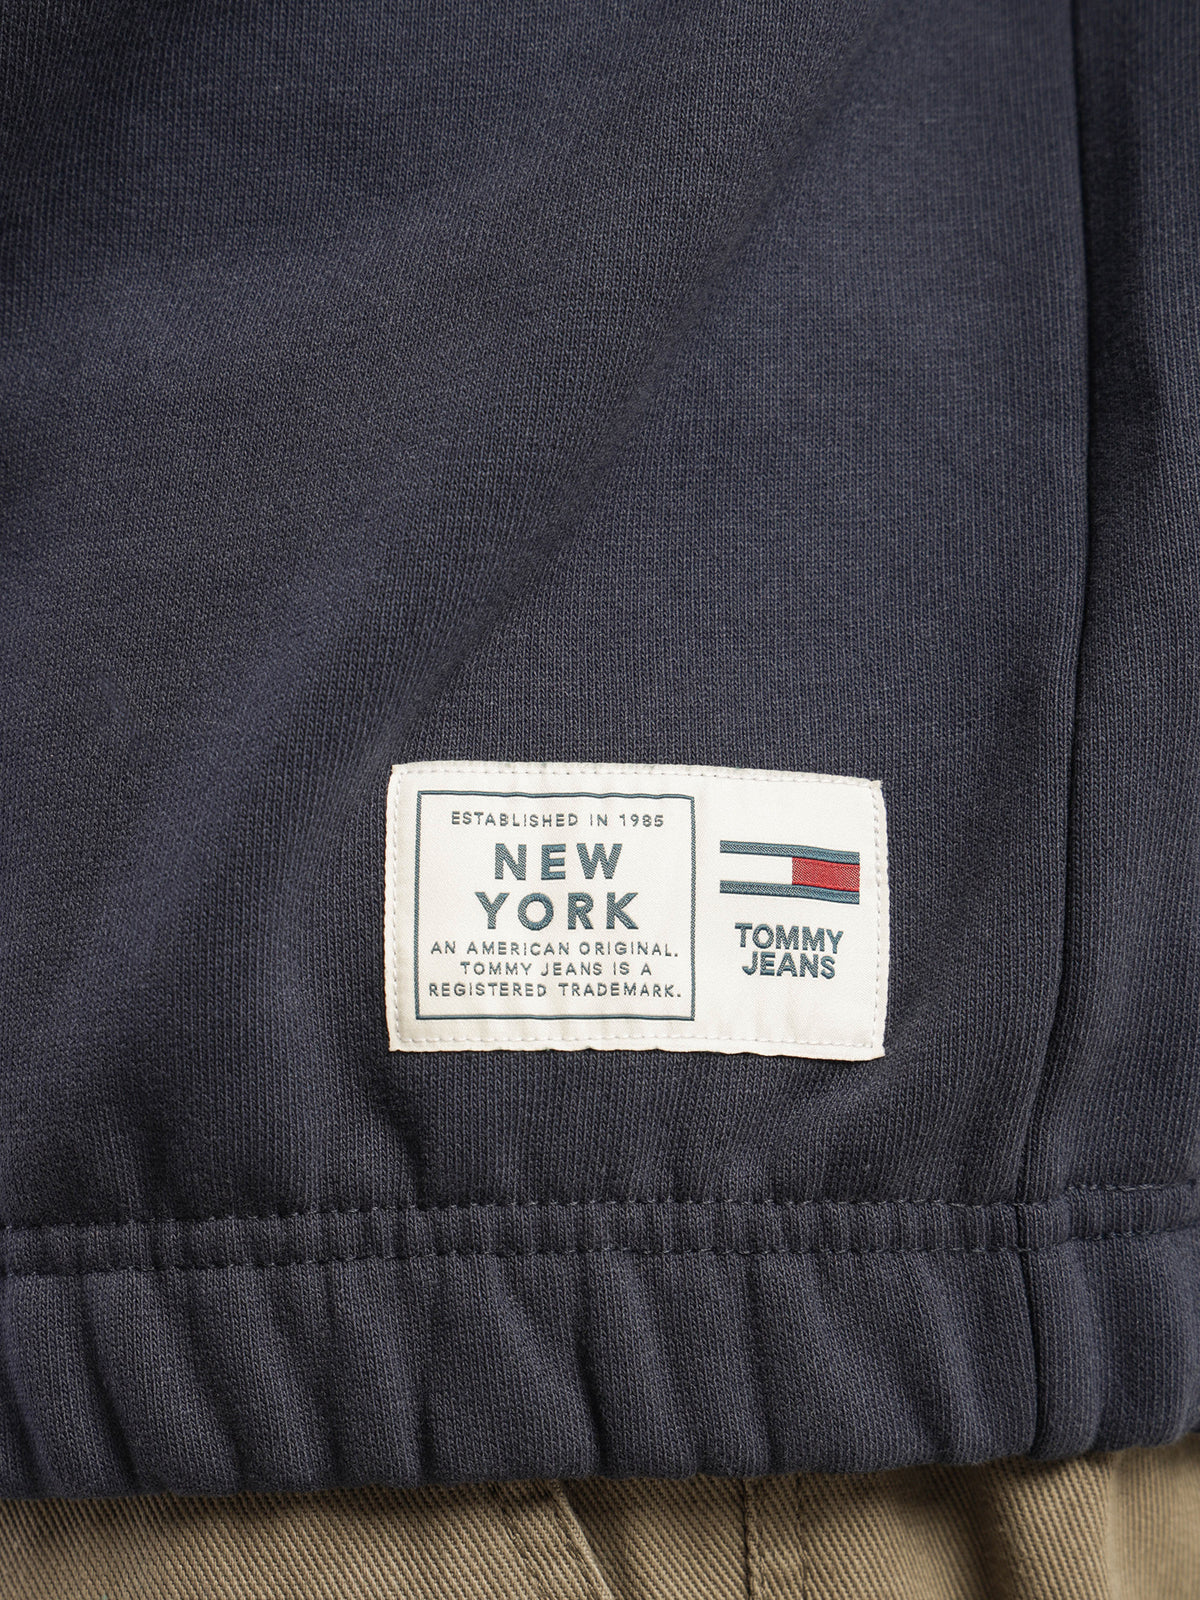 ESTABLISHED IN 1985
NEW
YORK
AN AMERICAN ORIGINAL.
TOMMY JEANS IS A
REGISTERED TRADEMARK.
TOMMY
JEANS